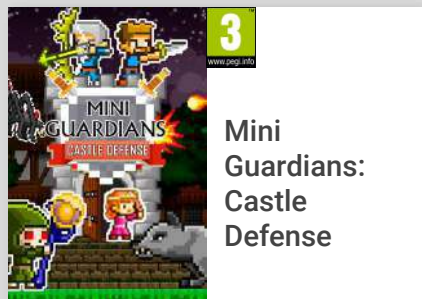 3
www.pegi.info
MINI
GUARDIANS
CASTLE DEFENSE
Mini
Guardians:
Castle
Defense